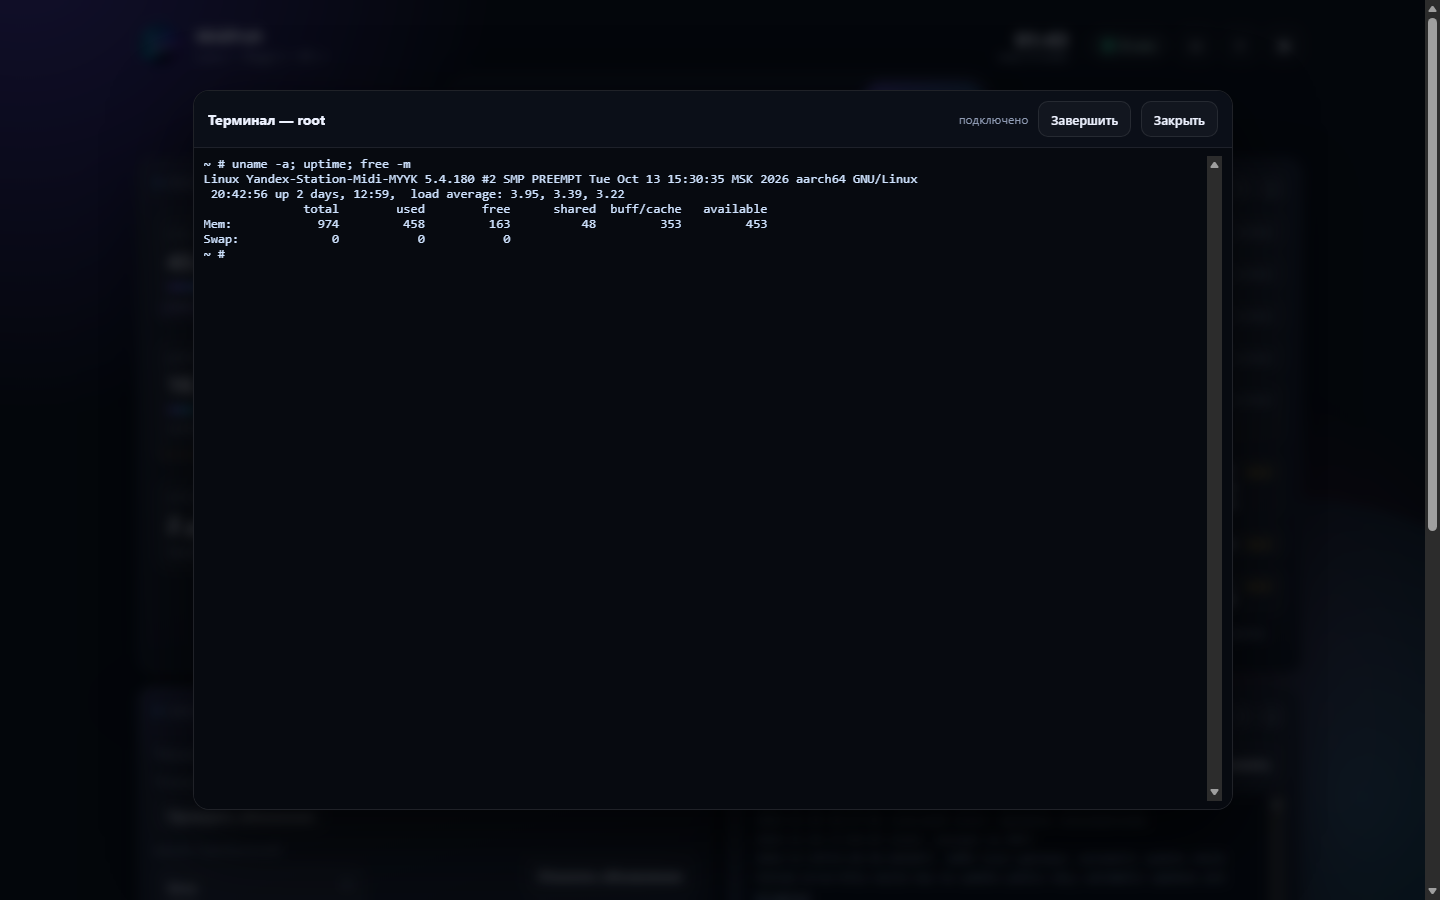 Терминал — root
подключено
Завершить
Закрыть
~ # uname -a; uptime; free -m
Linux Yandex-Station-Midi-MYYK 5.4.180 #2 SMP PREEMPT Tue Oct 13 15:30:35 MSK 2026 aarch64 GNU/Linux
 20:42:56 up 2 days, 12:59,  load average: 3.95, 3.39, 3.22
              total        used        free      shared  buff/cache   available
Mem:            974         458         163          48         353         453
Swap:             0           0           0
~ #